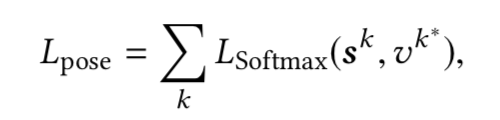 L_pose = ∑_k L_Softmax(s^k, v^{k*}),